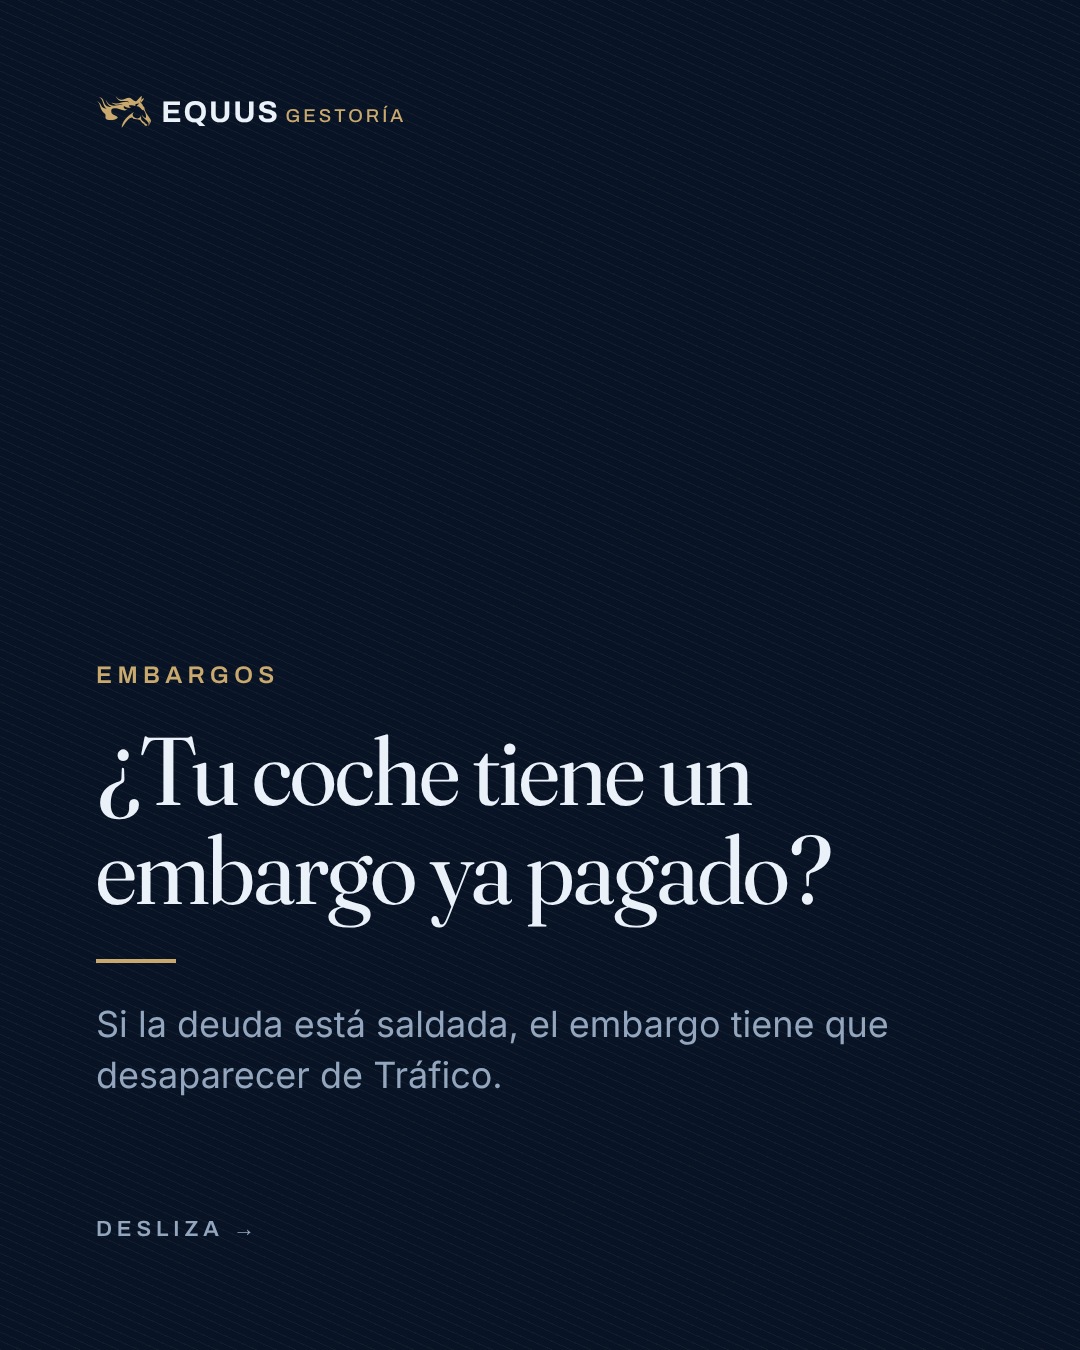 EQUUS GESTORÍA
EMBARGOS
¿Tu coche tiene un
embargo ya pagado?
Si la deuda está saldada, el embargo tiene que
desaparecer de Tráfico.
DESLIZA →